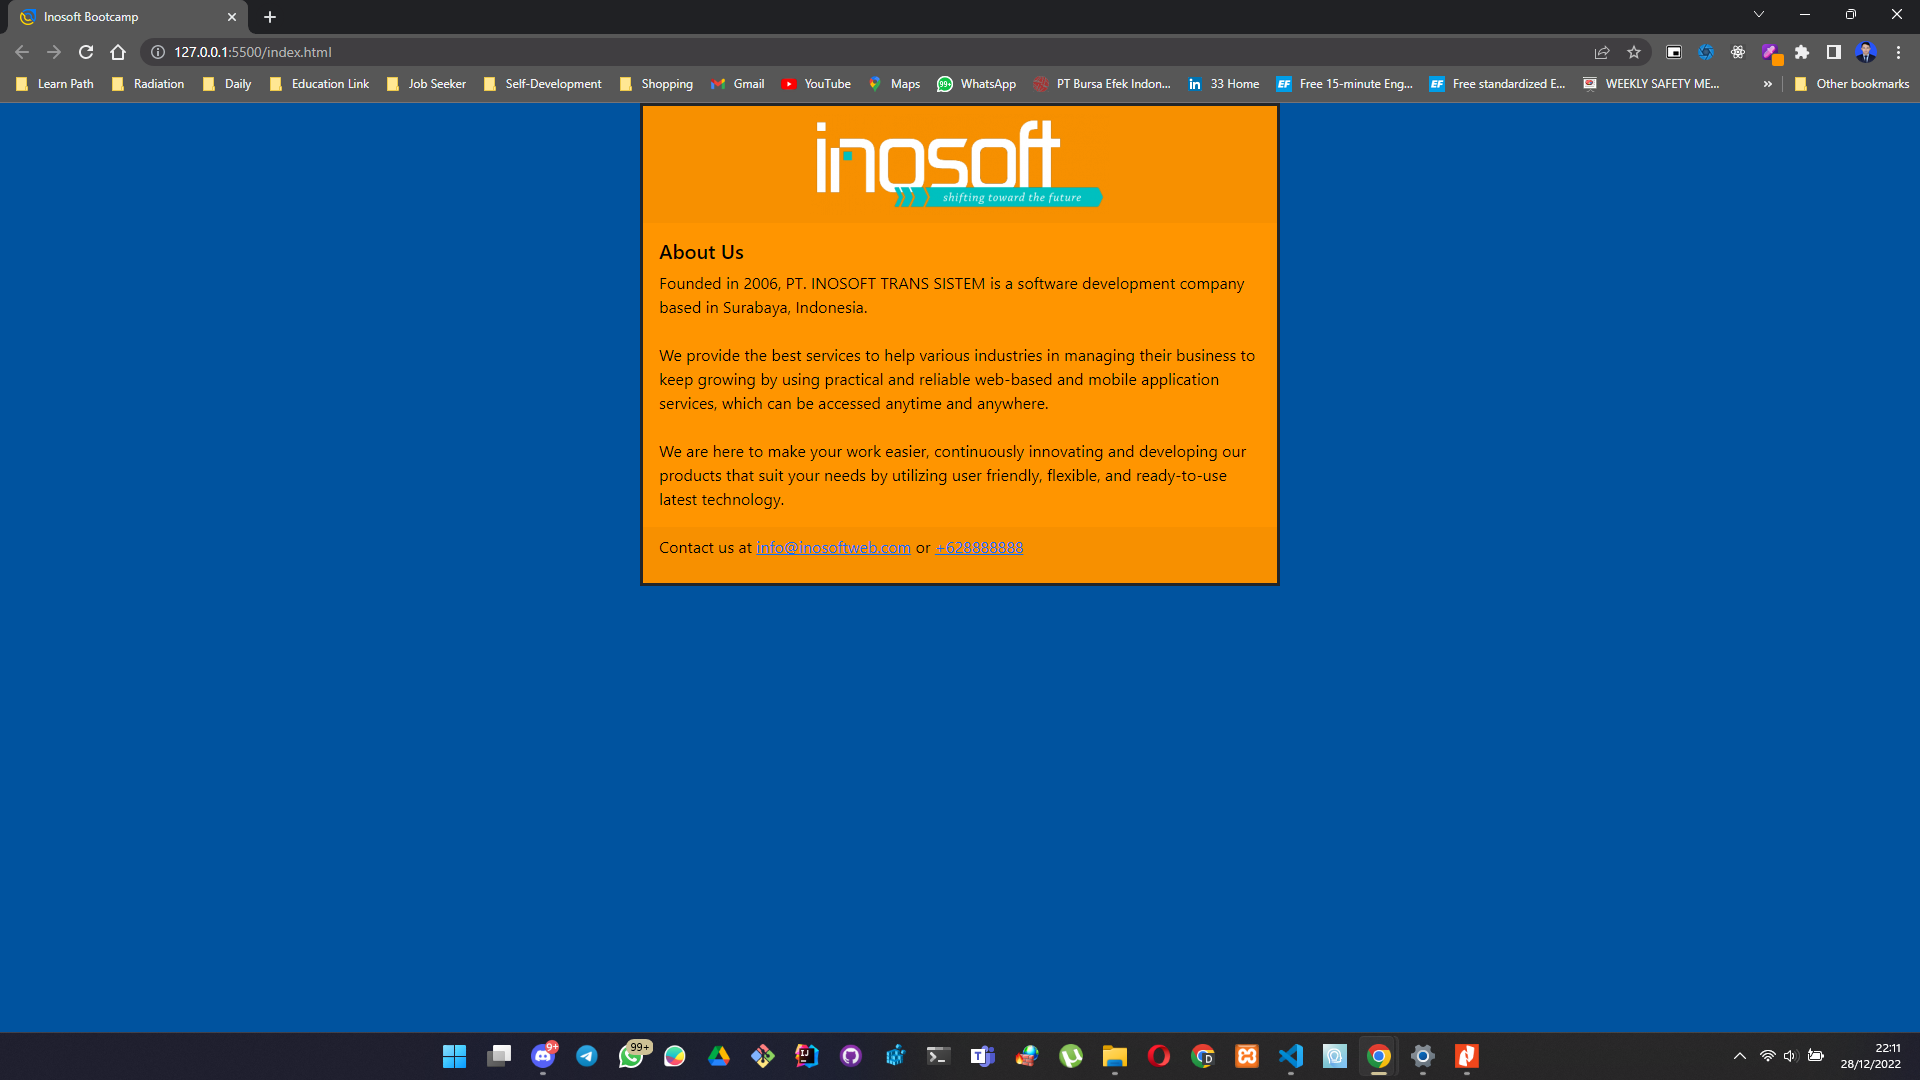 Inosoft Bootcamp
127.0.0.1:5500/index.html
Learn Path Radiation Daily Education Link Job Seeker Self-Development Shopping Gmail YouTube Maps 99+ WhatsApp PT Bursa Efek Indon... in 33 Home EF Free 15-minute Eng... EF Free standardized E... WEEKLY SAFETY ME... » Other bookmarks
inosoft
shifting toward the future
About Us
Founded in 2006, PT. INOSOFT TRANS SISTEM is a software development company
based in Surabaya, Indonesia.
We provide the best services to help various industries in managing their business to
keep growing by using practical and reliable web-based and mobile application
services, which can be accessed anytime and anywhere.
We are here to make your work easier, continuously innovating and developing our
products that suit your needs by utilizing user friendly, flexible, and ready-to-use
latest technology.
Contact us at info@inosoftweb.com or +628888888
9+ 99+ IJ T D
22:11
28/12/2022